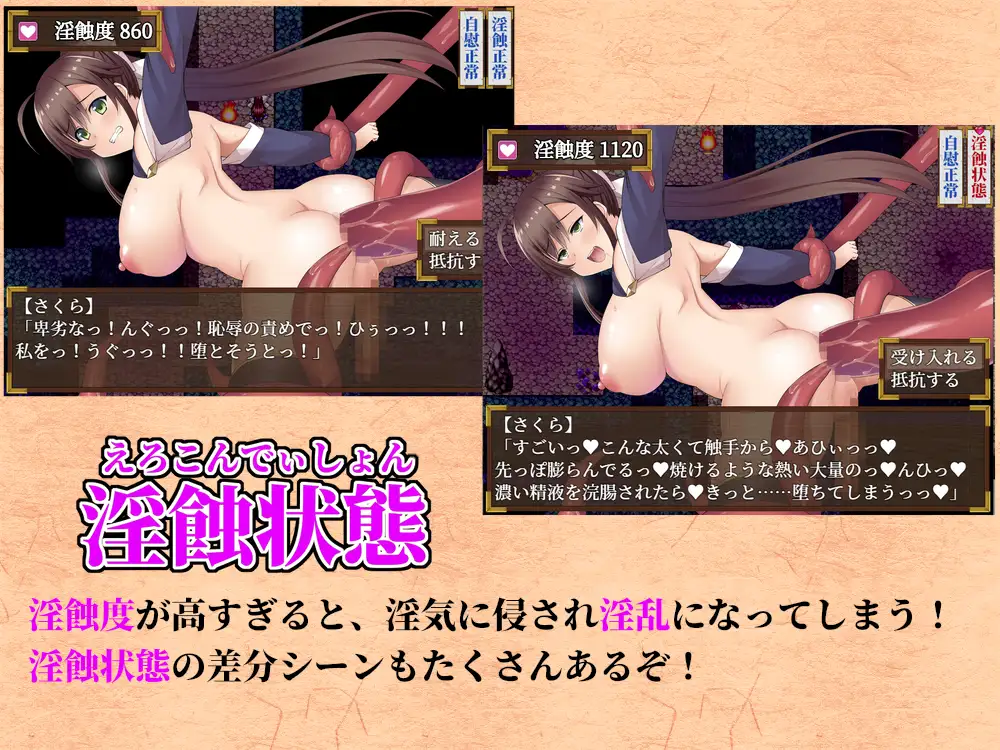 淫蝕度 860
自慰正常
淫蝕正常
耐える
抵抗す
【さくら】
「卑劣なっ！んぐっっ！恥辱の責めでっ！ひぅっっ！！！
私をっ！うぐっっ！！堕とそうとっ！」
淫蝕度 1120
自慰正常
淫蝕状態
受け入れる
抵抗する
【さくら】
「すごいっ♥こんな太くて触手から♥あひぃっっ♥
先っぽ膨らんでるっ♥焼けるような熱い大量のっ♥んひっ♥
濃い精液を浣腸されたら♥きっと……堕ちてしまうっっ♥」
えろこんでぃしょん
淫蝕状態
淫蝕度が高すぎると、淫気に侵され淫乱になってしまう！
淫蝕状態の差分シーンもたくさんあるぞ！